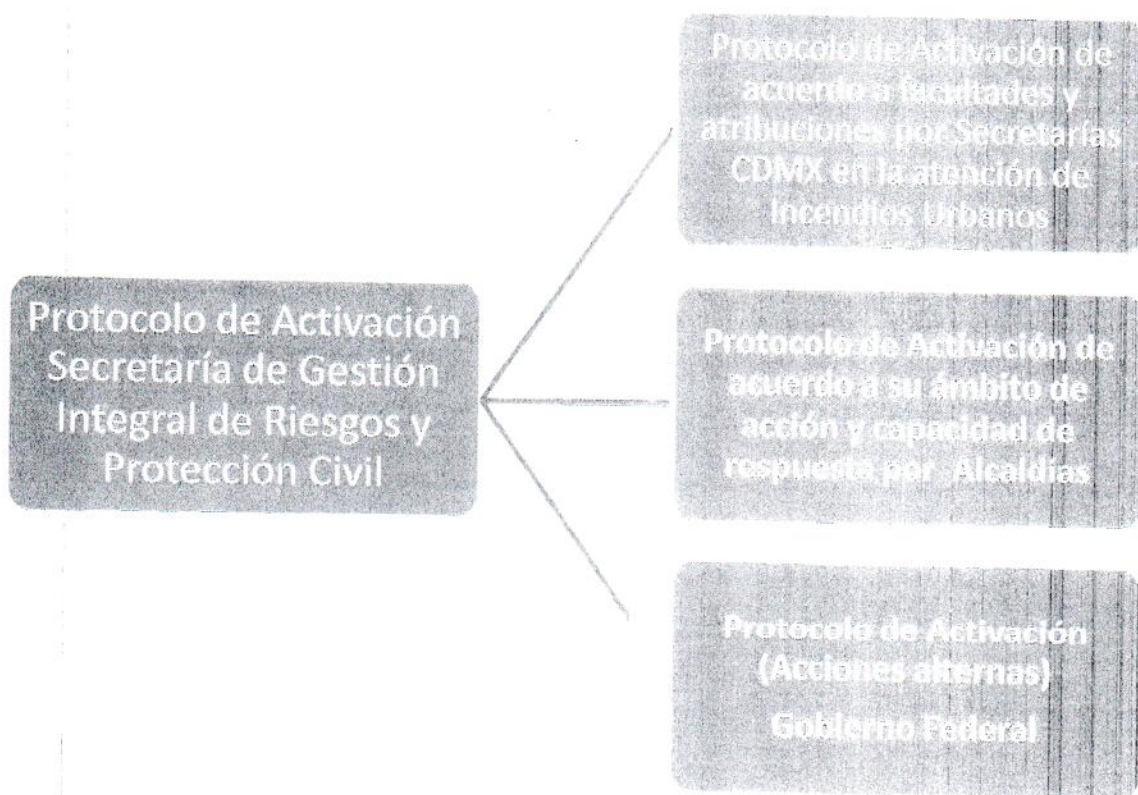 Protocolo de Activación
Secretaría de Gestión
Integral de Riesgos y
Protección Civil
Protocolo de Activación de
acuerdo a facultades y
atribuciones por Secretarías
CDMX en la atención de
Incendios Urbanos
Protocolo de Activación de
acuerdo a su ámbito de
acción y capacidad de
respuesta por Alcaldías
Protocolo de Activación
(Acciones alternas)
Gobierno Federal